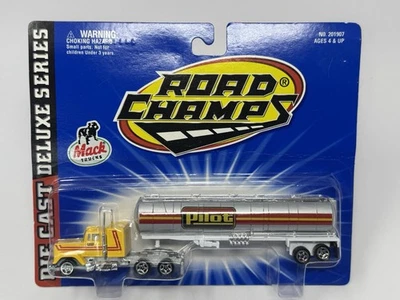 WARNING:
CHOKING HAZARD
Small parts. Not for
Children Under 3 years
NO. 201907
AGES 4 & UP
ROAD
CHAMPS®
DIE CAST DELUXE SERIES
Mack
TRUCKS
Pilot